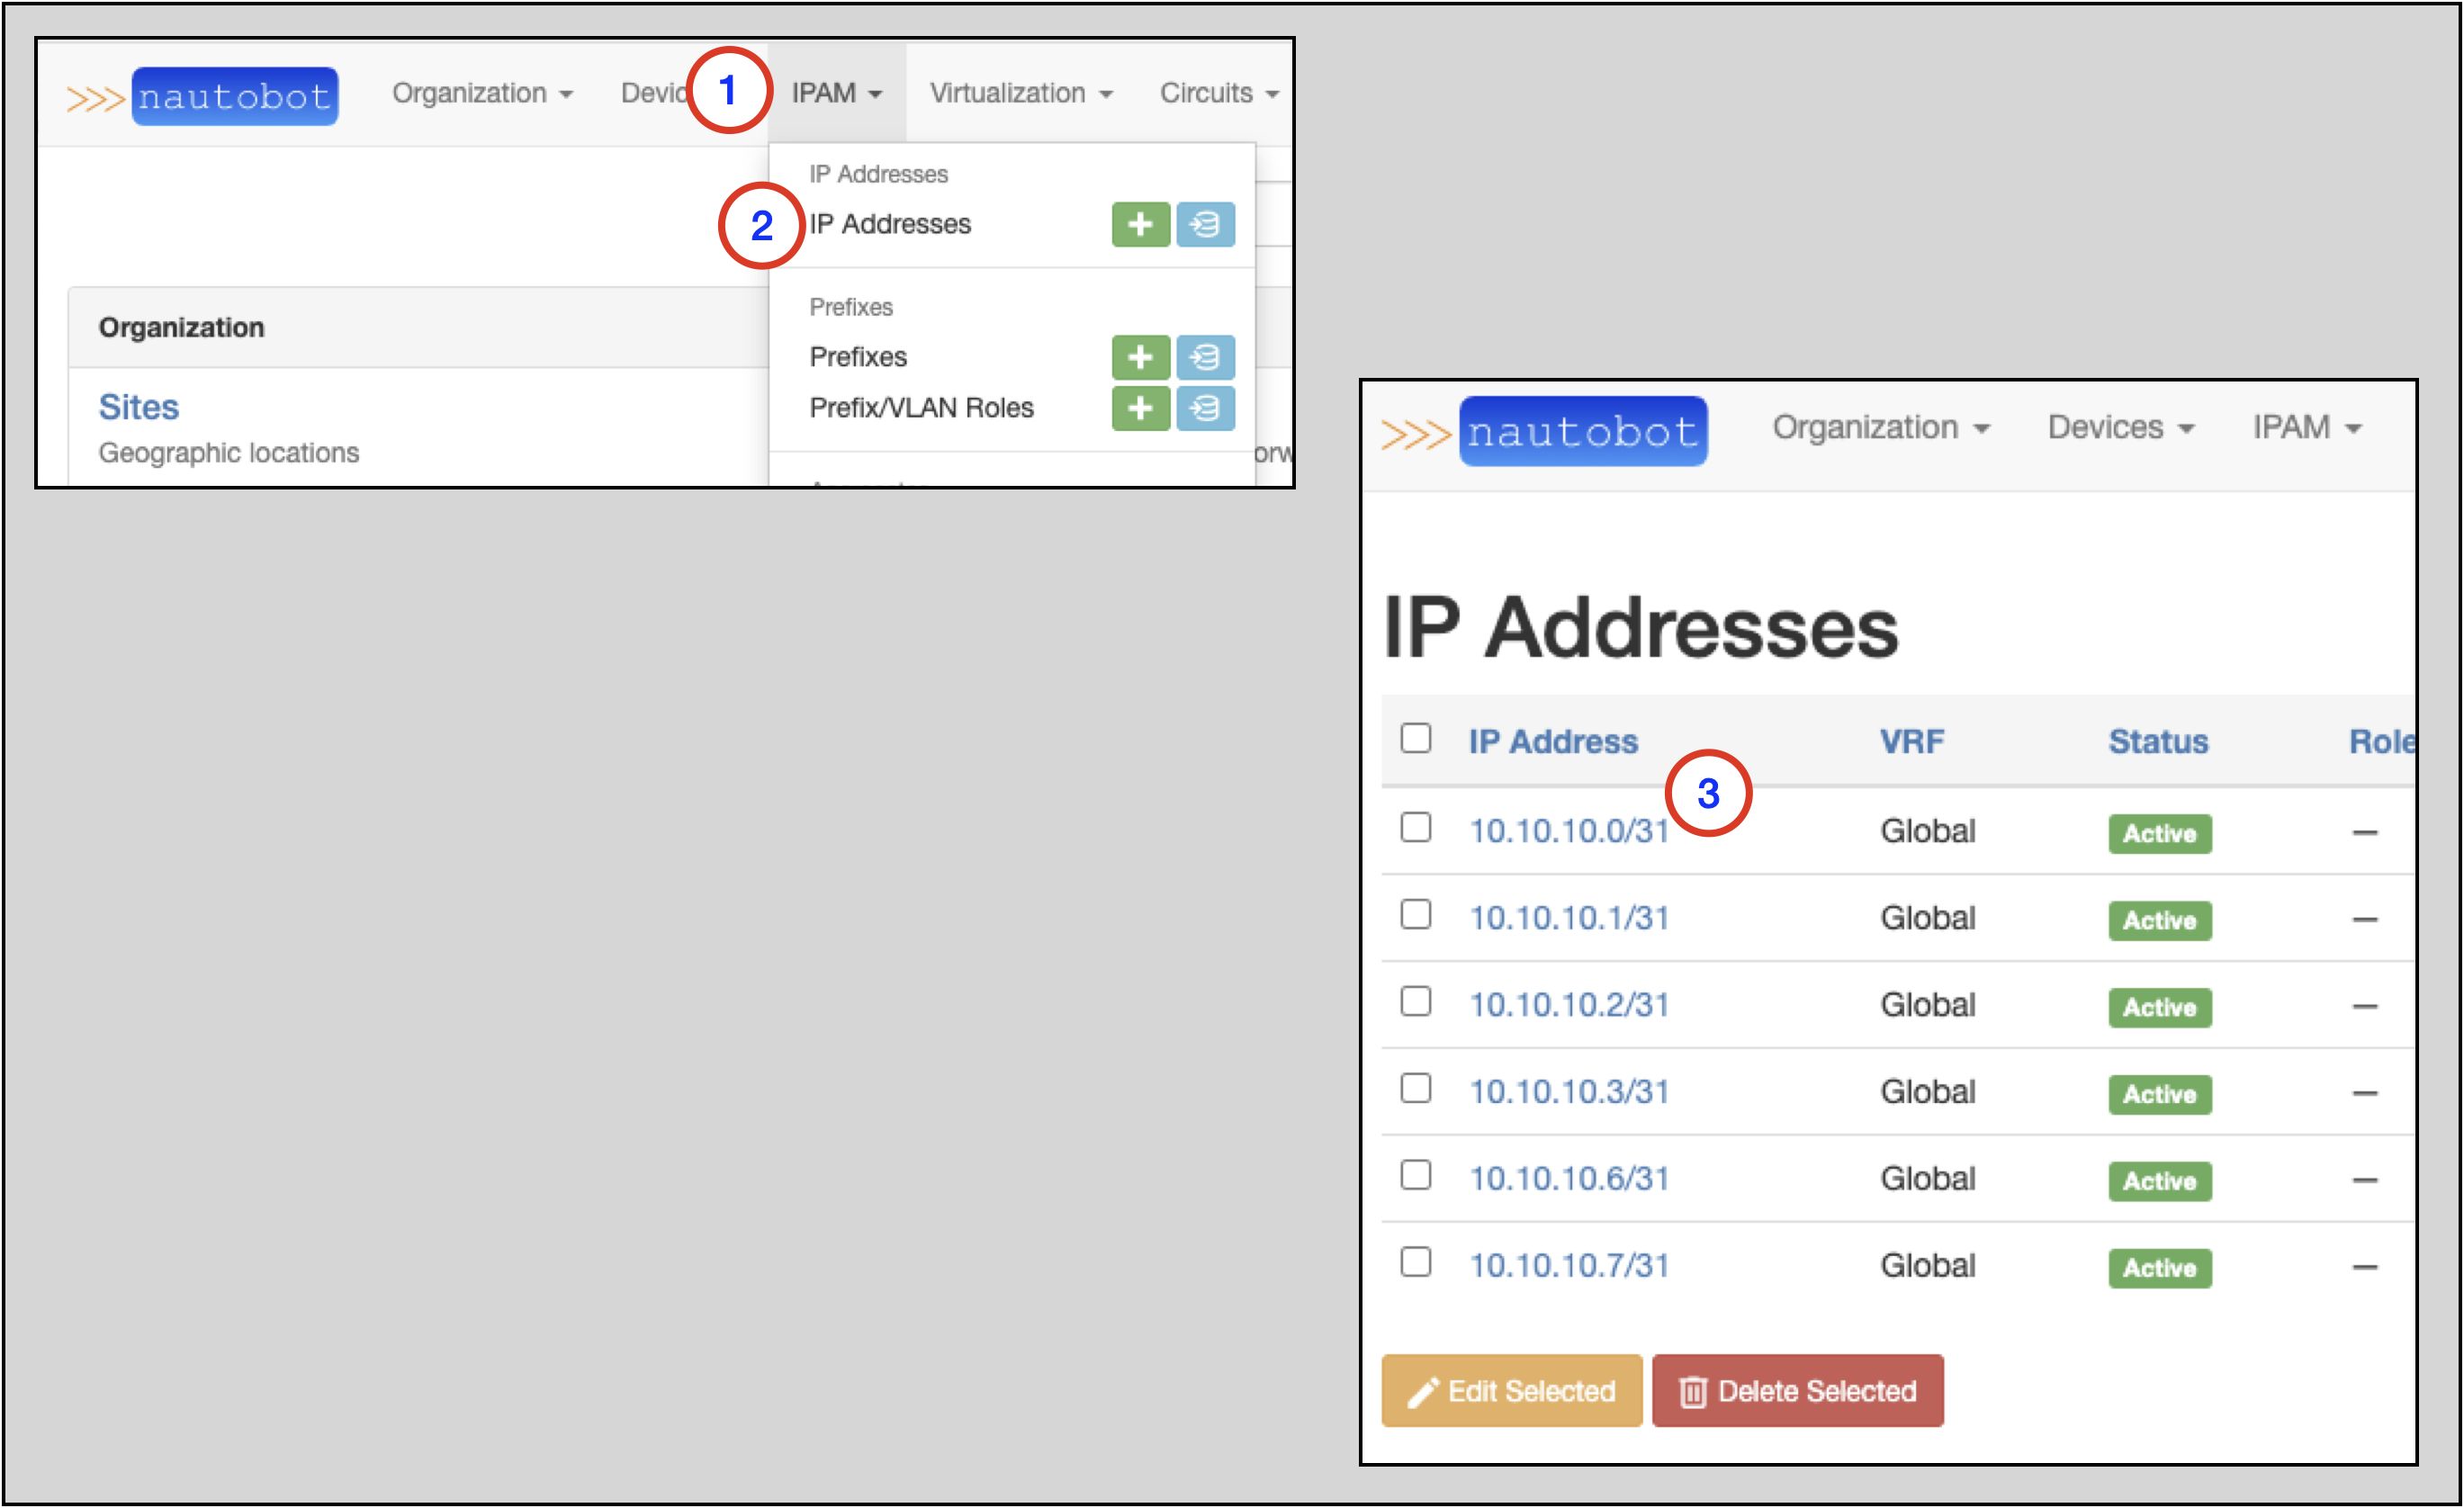 >>> nautobot Organization Devic 1 IPAM Virtualization Circuits
IP Addresses
2 IP Addresses
Prefixes
Organization
Prefixes
Sites
Prefix/VLAN Roles
Geographic locations
>>> nautobot Organization Devices IPAM
IP Addresses
IP Address VRF Status Role
3
10.10.10.0/31 Global Active —
10.10.10.1/31 Global Active —
10.10.10.2/31 Global Active —
10.10.10.3/31 Global Active —
10.10.10.6/31 Global Active —
10.10.10.7/31 Global Active —
Edit Selected Delete Selected